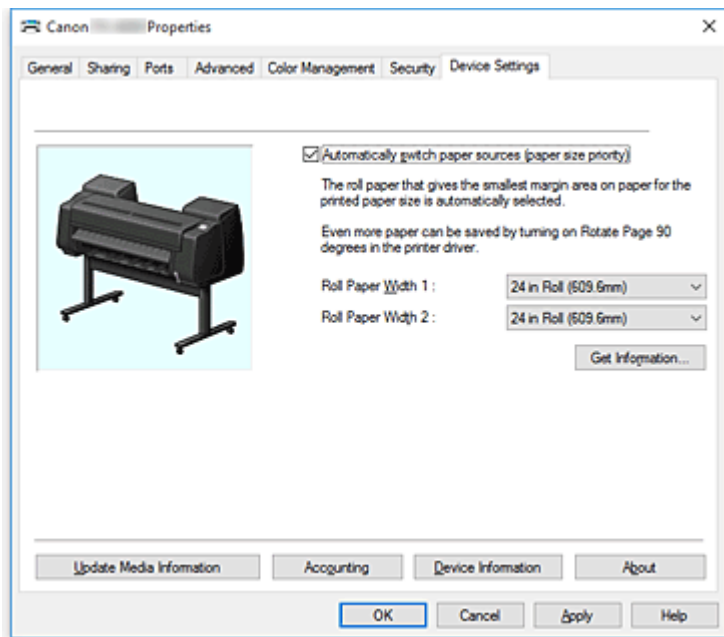 Canon Properties
General Sharing Ports Advanced Color Management Security Device Settings
Automatically switch paper sources (paper size priority)
The roll paper that gives the smallest margin area on paper for the
printed paper size is automatically selected.
Even more paper can be saved by turning on Rotate Page 90
degrees in the printer driver.
Roll Paper Width 1 : 24 in Roll (609.6mm)
Roll Paper Width 2 : 24 in Roll (609.6mm)
Get Information...
Update Media Information Accounting Device Information About
OK Cancel Apply Help